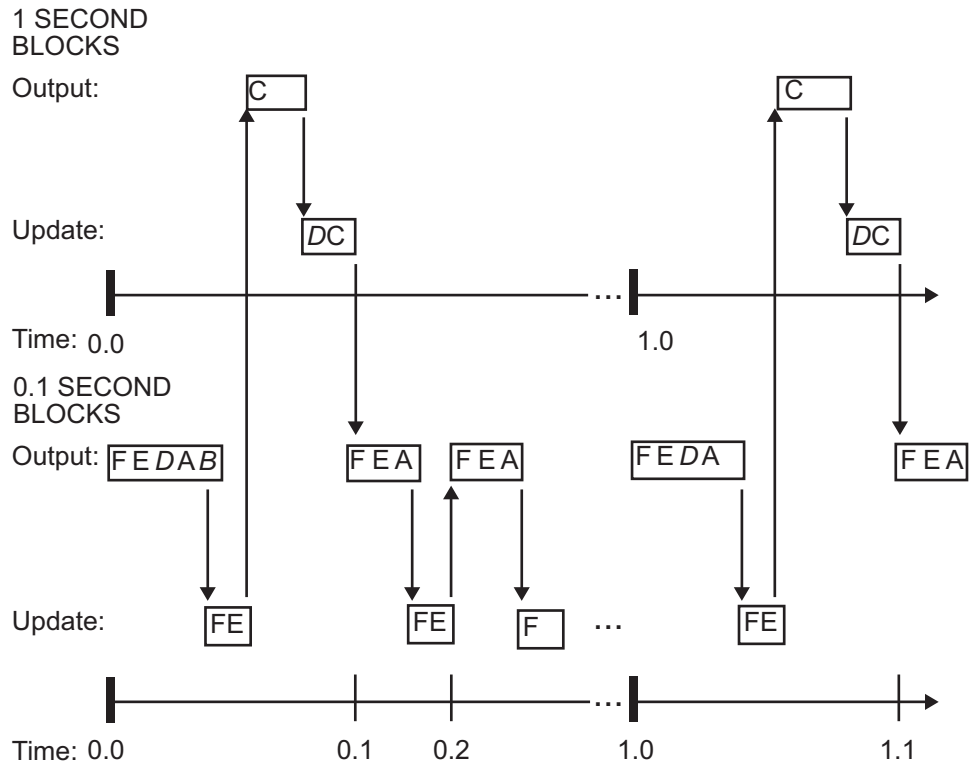 1 SECOND
BLOCKS
Output: C C
Update: DC DC
... 
Time: 0.0 1.0
0.1 SECOND
BLOCKS
Output: F E D A B F E A F E A F E D A F E A
Update: FE FE F ... FE
...
Time: 0.0 0.1 0.2 1.0 1.1